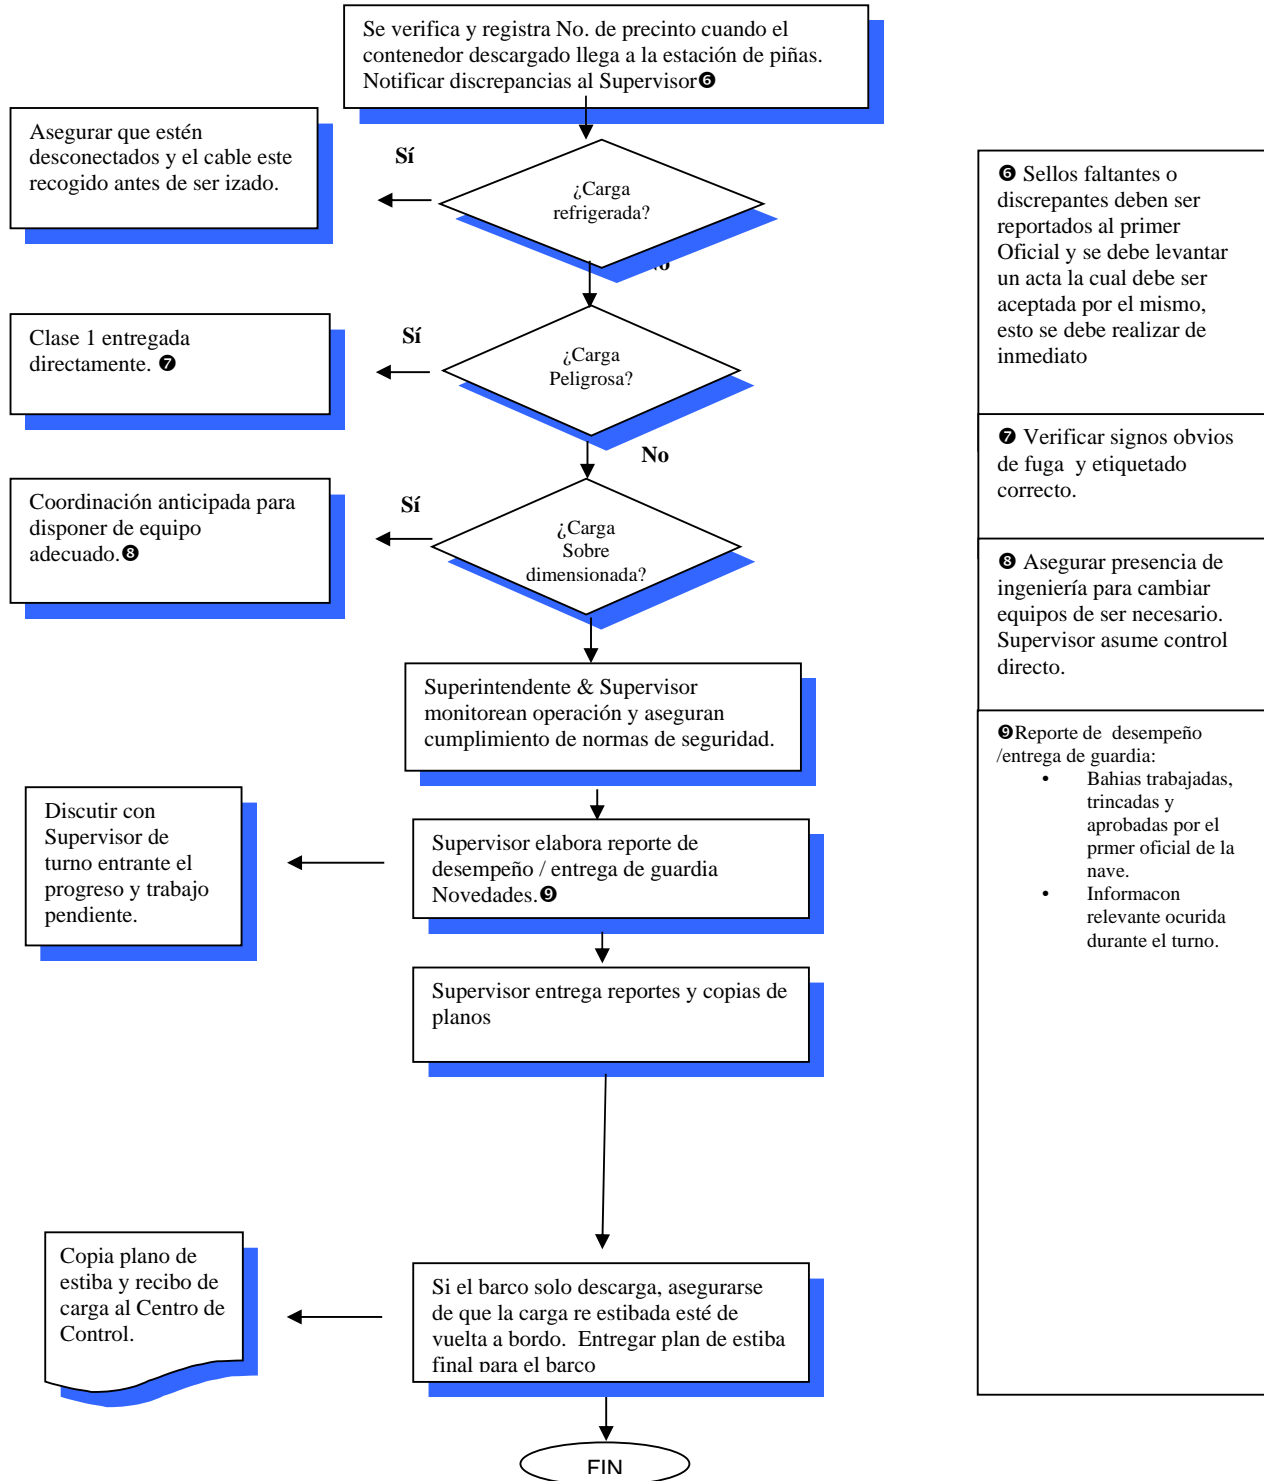 Se verifica y registra No. de precinto cuando el
contenedor descargado llega a la estación de piñas.
Notificar discrepancias al Supervisor❻
Asegurar que estén
desconectados y el cable este
recogido antes de ser izado.
Sí
¿Carga
refrigerada?
No
Clase 1 entregada
directamente. ❼
Sí
¿Carga
Peligrosa?
No
Coordinación anticipada para
disponer de equipo
adecuado.❽
Sí
¿Carga
Sobre
dimensionada?
Superintendente & Supervisor
monitorean operación y aseguran
cumplimiento de normas de seguridad.
Discutir con
Supervisor de
turno entrante el
progreso y trabajo
pendiente.
Supervisor elabora reporte de
desempeño / entrega de guardia
Novedades.❾
Supervisor entrega reportes y copias de
planos
Copia plano de
estiba y recibo de
carga al Centro de
Control.
Si el barco solo descarga, asegurarse
de que la carga re estibada esté de
vuelta a bordo.  Entregar plan de estiba
final para el barco
FIN
❻ Sellos faltantes o
discrepantes deben ser
reportados al primer
Oficial y se debe levantar
un acta la cual debe ser
aceptada por el mismo,
esto se debe realizar de
inmediato
❼ Verificar signos obvios
de fuga  y etiquetado
correcto.
❽ Asegurar presencia de
ingeniería para cambiar
equipos de ser necesario.
Supervisor asume control
directo.
❾Reporte de  desempeño
/entrega de guardia:
• Bahias trabajadas,
trincadas y
aprobadas por el
prmer oficial de la
nave.
• Informacon
relevante ocurida
durante el turno.